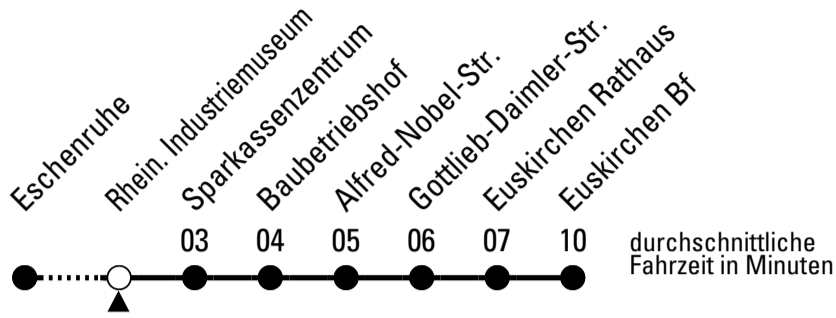 Eschenruhe
Rhein. Industriemuseum
Sparkassenzentrum
Baubetriebshof
Alfred-Nobel-Str.
Gottlieb-Daimler-Str.
Euskirchen Rathaus
Euskirchen Bf
03 04 05 06 07 10
durchschnittliche
Fahrzeit in Minuten